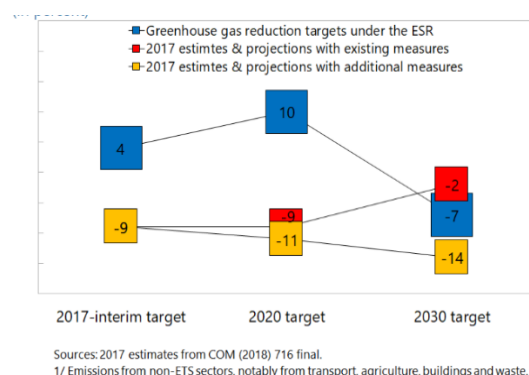 (in percent)
Greenhouse gas reduction targets under the ESR
2017 estimtes & projections with existing measures
2017 estimtes & projections with additional measures
10
4
-2
-9
-9
-7
-11
-14
2017-interim target 2020 target 2030 target
Sources: 2017 estimates from COM (2018) 716 final.
1/ Emissions from non-ETS sectors, notably from transport, agriculture, buildings and waste,